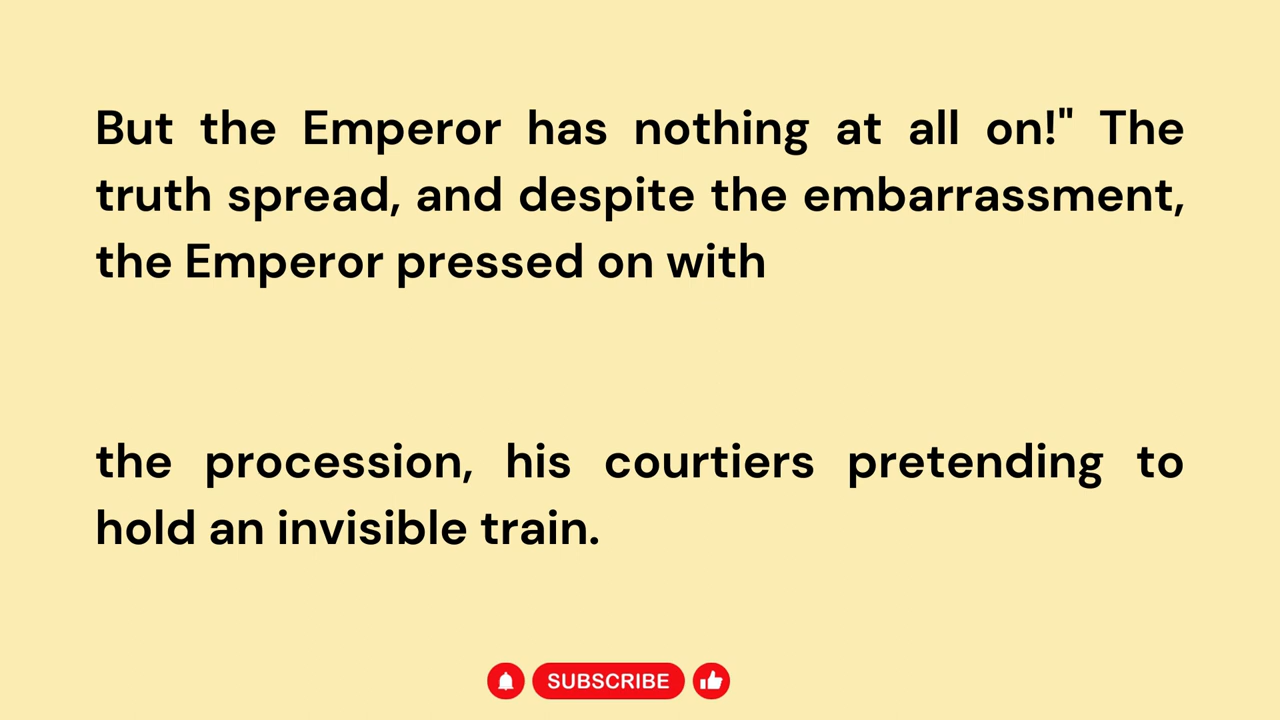 But the Emperor has nothing at all on!" The
truth spread, and despite the embarrassment,
the Emperor pressed on with
the procession, his courtiers pretending to
hold an invisible train.
SUBSCRIBE